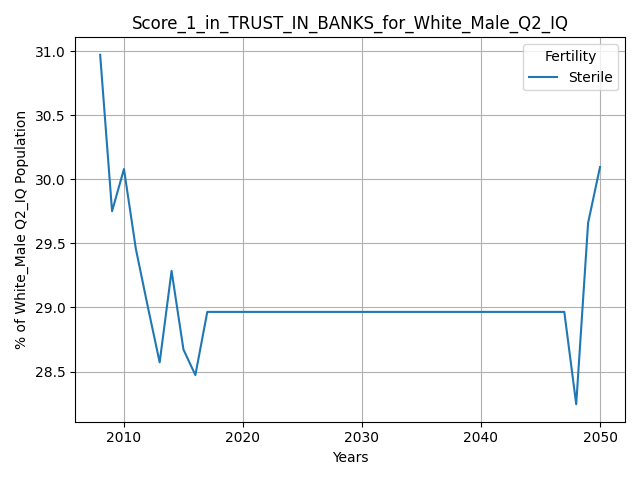 Score_1_in_TRUST_IN_BANKS_for_White_Male_Q2_IQ
Fertility
Sterile
31.0
30.5
30.0
29.5
29.0
28.5
% of White_Male Q2_IQ Population
2010
2020
2030
2040
2050
Years